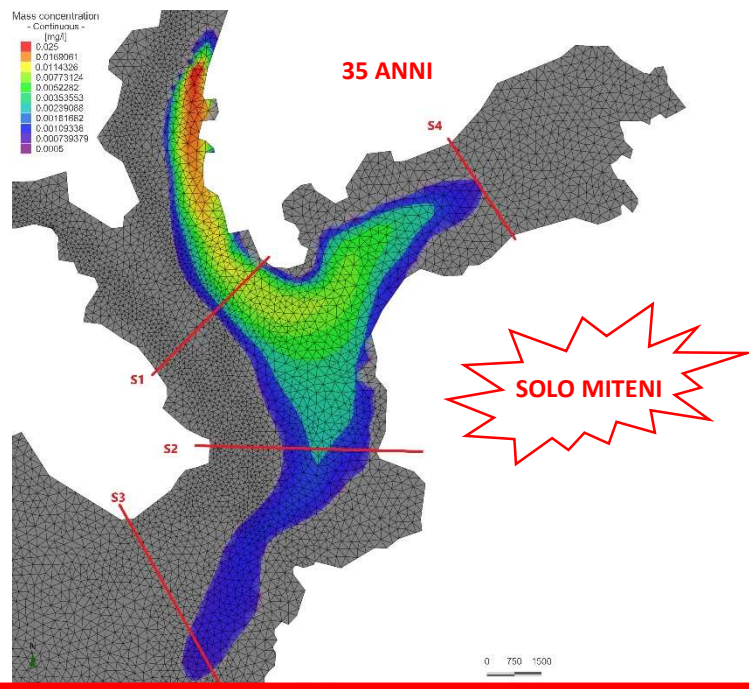 Mass concentration
- Continuous -
[mg/l]
0.025
0.0169061
0.0114326
0.00773124
0.0052282
0.00353553
0.00239088
0.00161682
0.00109336
0.000739379
0.0005
35 ANNI
S4
SOLO MITENI
S1
S2
S3
N
0 750 1500